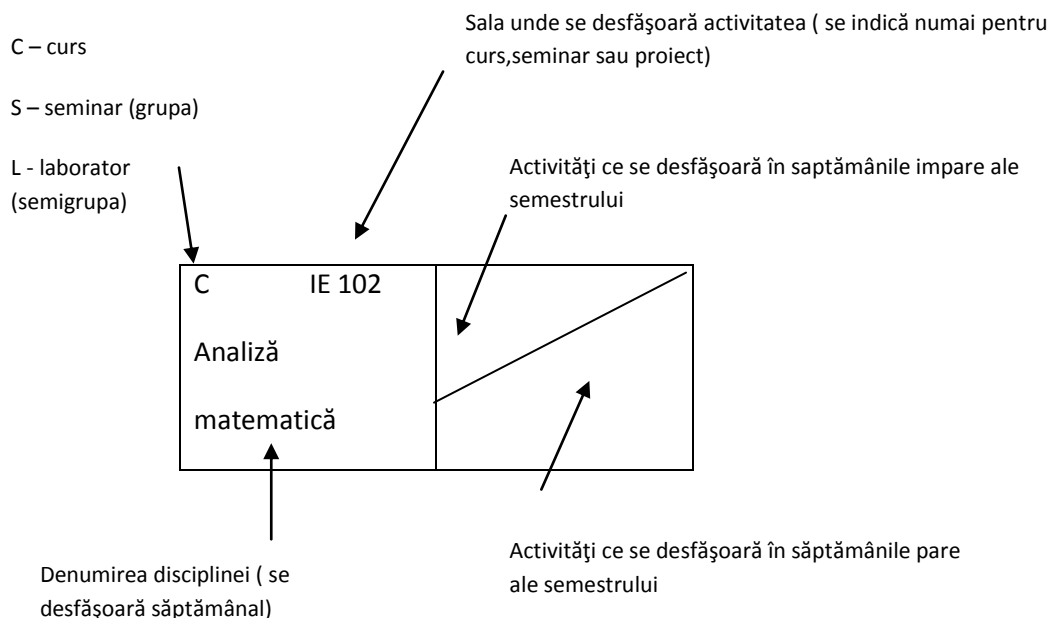 C – curs
S – seminar (grupa)
L - laborator
(semigrupa)
Sala unde se desfăşoară activitatea ( se indică numai pentru
curs,seminar sau proiect)
Activităţi ce se desfăşoară în saptămânile impare ale
semestrului
C IE 102
Analiză
matematică
Denumirea disciplinei ( se
desfăşoară săptămânal)
Activităţi ce se desfăşoară în săptămânile pare
ale semestrului